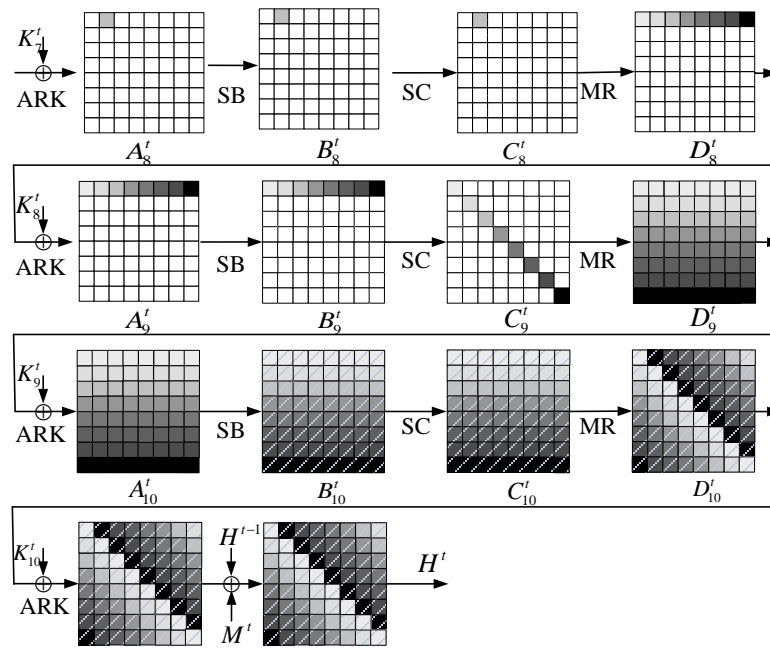 K_7^t
ARK
SB
SC
MR
A_8^t
B_8^t
C_8^t
D_8^t
K_8^t
ARK
SB
SC
MR
A_9^t
B_9^t
C_9^t
D_9^t
K_9^t
ARK
SB
SC
MR
A_10^t
B_10^t
C_10^t
D_10^t
K_10^t
ARK
H^{t-1}
M^t
H^t